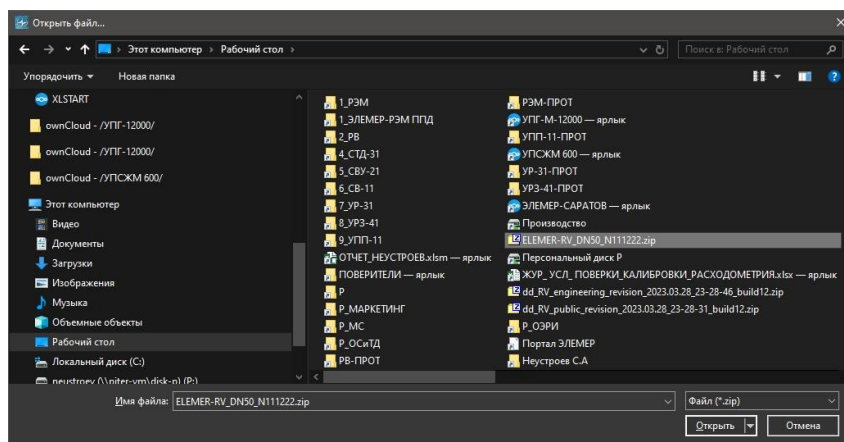 Открыть файл...
Этот компьютер › Рабочий стол ›
Поиск в: Рабочий стол
Упорядочить
Новая папка
XLSTART
ownCloud - /УПГ-12000/
ownCloud - /УПГ-12000/
ownCloud - /УПСЖМ 600/
Этот компьютер
Видео
Документы
Загрузки
Изображения
Музыка
Объемные объекты
Рабочий стол
Локальный диск (C:)
neustroev (\\piter-vm\disk-p) (P:)
1_РЭМ
1_ЭЛЕМЕР-РЭМ ППД
2_РВ
4_СТД-31
5_СВУ-21
6_СВ-11
7_УР-31
8_УРЗ-41
9_УПП-11
ОТЧЕТ_НЕУСТРОЕВ.xlsm — ярлык
ПОВЕРИТЕЛИ — ярлык
Р
Р_МАРКЕТИНГ
Р_МС
Р_ОСиТД
РВ-ПРОТ
РЭМ-ПРОТ
УПГ-М-12000 — ярлык
УПП-11-ПРОТ
УПСЖМ 600 — ярлык
УР-31-ПРОТ
УРЗ-41-ПРОТ
ЭЛЕМЕР-САРАТОВ — ярлык
Производство
ELEMER-RV_DN50_N111222.zip
Персональный диск P
ЖУР_УСЛ_ПОВЕРКИ_КАЛИБРОВКИ_РАСХОДОМЕТРИЯ.xlsx — ярлык
dd_RV_engineering_revision_2023.03.28_23-28-46_build12.zip
dd_RV_public_revision_2023.03.28_23-28-31_build12.zip
Р_ОЭРИ
Портал ЭЛЕМЕР
Неустроев С.А
Имя файла: ELEMER-RV_DN50_N111222.zip
Файл (*.zip)
Открыть
Отмена